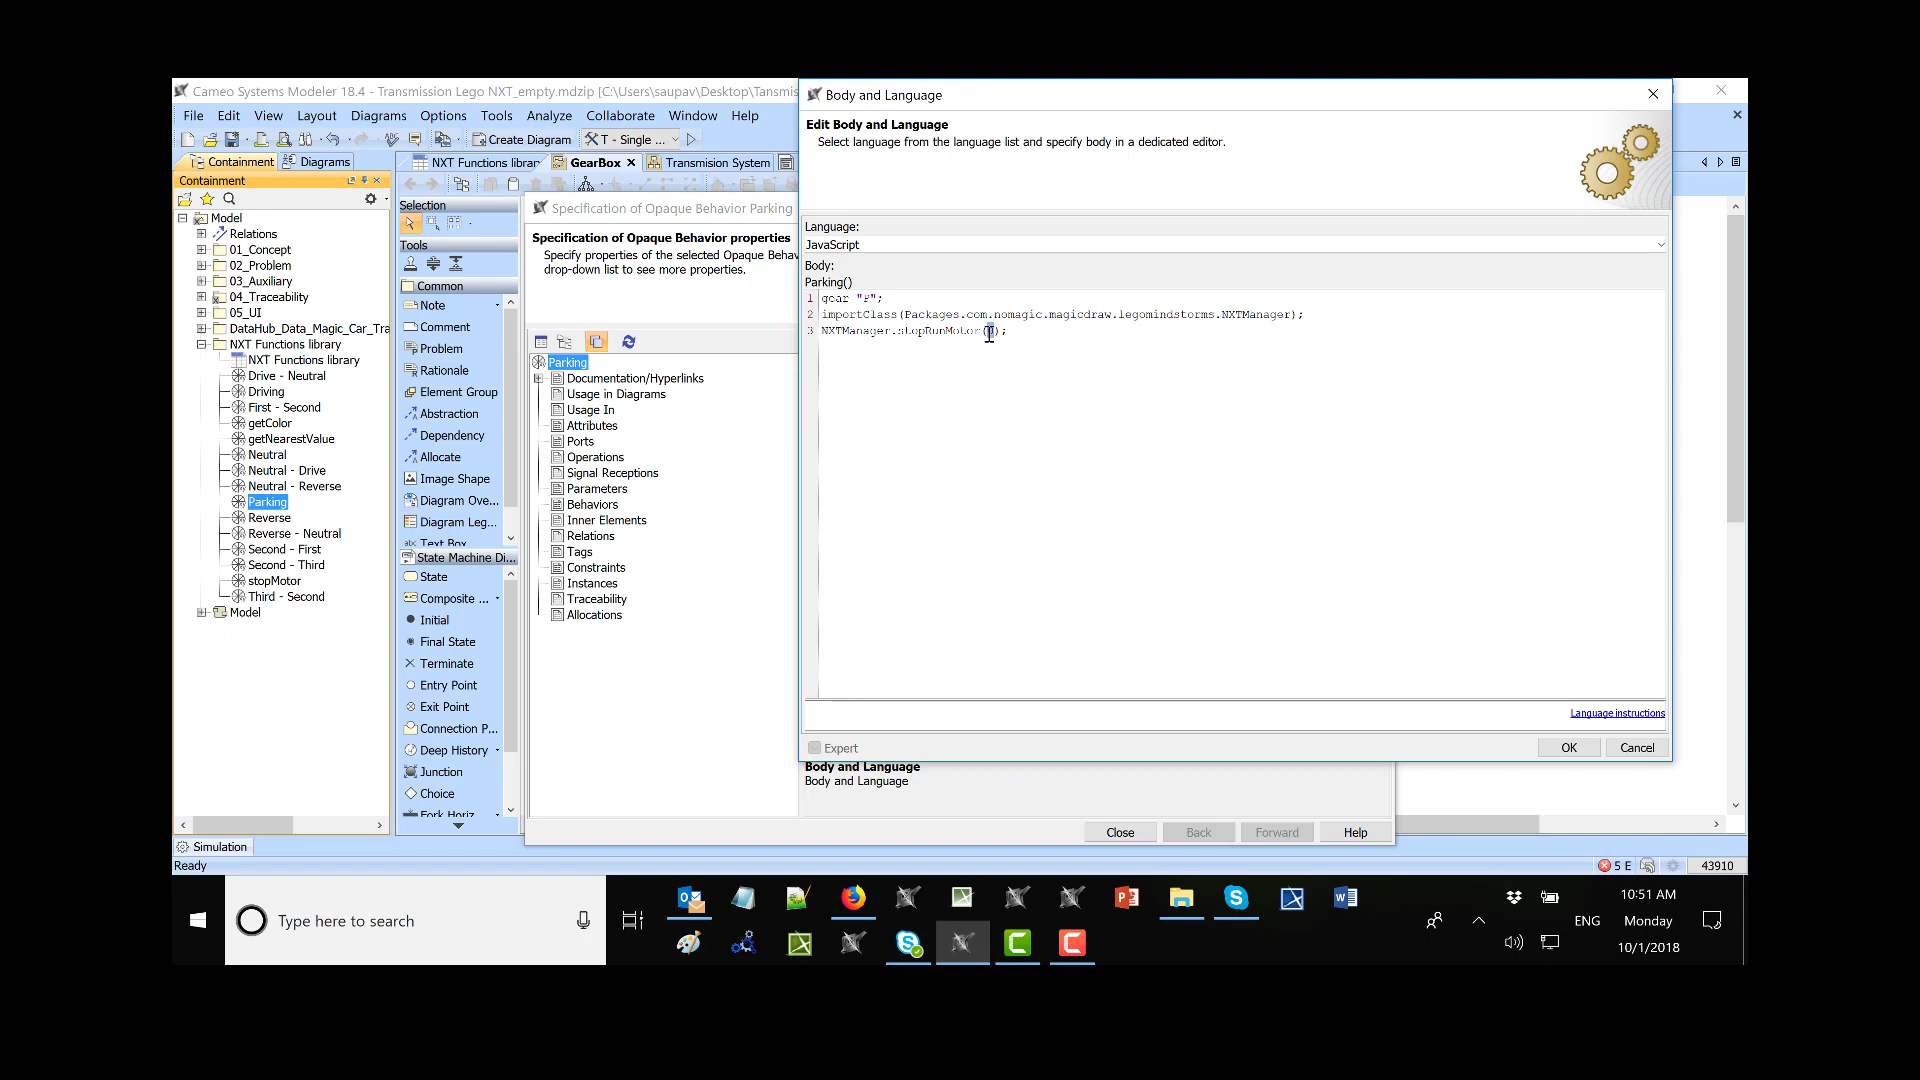 Cameo Systems Modeler 18.4 - Transmission Lego NXT_empty.mdzip [C:\Users\saupav\Desktop\Tansmis
File Edit View Layout Diagrams Options Tools Analyze Collaborate Window Help
Create Diagram
T - Single ...
Containment
Diagrams
NXT Functions librar
GearBox
Transmision System
Containment
Model
Relations
01_Concept
02_Problem
03_Auxiliary
04_Traceability
05_UI
DataHub_Data_Magic_Car_Tra
NXT Functions library
NXT Functions library
Drive - Neutral
Driving
First - Second
getColor
getNearestValue
Neutral
Neutral - Drive
Neutral - Reverse
Parking
Reverse
Reverse - Neutral
Second - First
Second - Third
stopMotor
Third - Second
Model
Selection
Tools
Common
Note
Comment
Problem
Rationale
Element Group
Abstraction
Dependency
Allocate
Image Shape
Diagram Ove...
Diagram Leg...
Text Box
State Machine Di...
State
Composite ...
Initial
Final State
Terminate
Entry Point
Exit Point
Connection P...
Deep History
Junction
Choice
Fork Horiz
Specification of Opaque Behavior Parking
Specification of Opaque Behavior properties
Specify properties of the selected Opaque Behav
drop-down list to see more properties.
Parking
Documentation/Hyperlinks
Usage in Diagrams
Usage In
Attributes
Ports
Operations
Signal Receptions
Parameters
Behaviors
Inner Elements
Relations
Tags
Constraints
Instances
Traceability
Allocations
Body and Language
Edit Body and Language
Select language from the language list and specify body in a dedicated editor.
Language:
JavaScript
Body:
Parking()
1 gear "P";
2 importClass(Packages.com.nomagic.magicdraw.legomindstorms.NXTManager);
3 NXTManager.stopRunMotor( );
Language instructions
Expert
OK
Cancel
Body and Language
Body and Language
Close
Back
Forward
Help
Simulation
Ready
5 E
43910
Type here to search
ENG
10:51 AM
Monday
10/1/2018